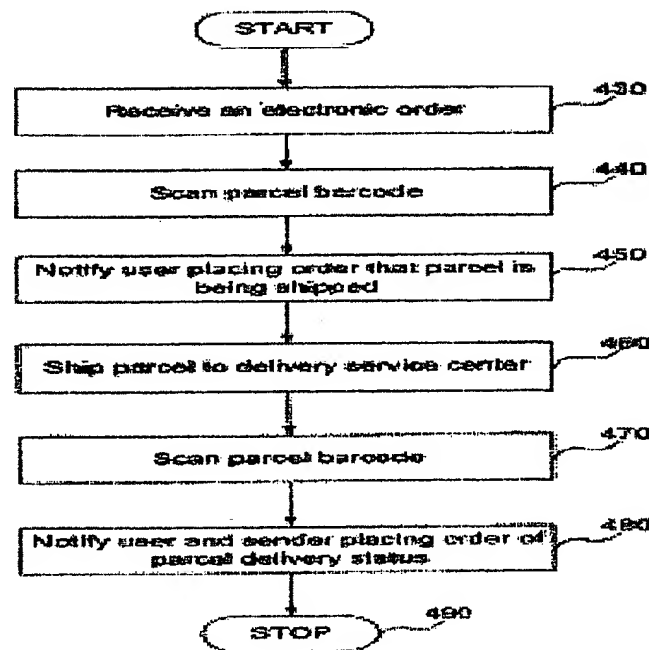 START
Receive an electronic order
430
Scan parcel barcode
440
Notify user placing order that parcel is
being shipped
450
Ship parcel to delivery service center
460
Scan parcel barcode
470
Notify user and sender placing order of
parcel delivery status
480
STOP
490